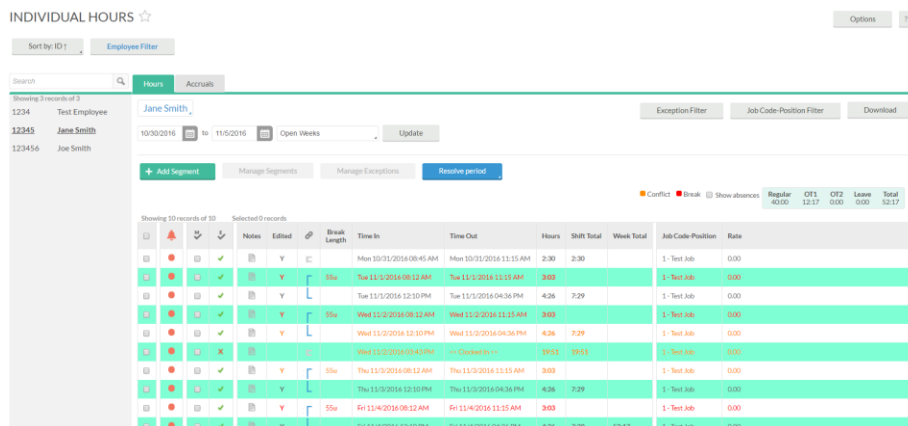 INDIVIDUAL HOURS
Options
Sort by: ID ↑ Employee Filter
Search Hours Accruals
Showing 3 records of 3
1234 Test Employee
12345 Jane Smith
123456 Joe Smith
Jane Smith Exception Filter Job Code-Position Filter Download
10/30/2016 to 11/5/2016 Open Weeks Update
+ Add Segment Manage Segments Manage Exceptions Resolve period
Conflict Break Show absences Regular OT1 OT2 Leave Total
40:00 12:17 0:00 0:00 52:17
Showing 10 records of 10 Selected 0 records
Notes Edited Break Length Time In Time Out Hours Shift Total Week Total Job Code-Position Rate
Y Mon 10/31/2016 08:45 AM Mon 10/31/2016 11:15 AM 2:30 2:30 1 - Test Job 0.00
Y 55u Tue 11/1/2016 08:12 AM Tue 11/1/2016 11:15 AM 3:03 1 - Test Job 0.00
Y Tue 11/1/2016 12:10 PM Tue 11/1/2016 04:36 PM 4:26 7:29 1 - Test Job 0.00
Y 55u Wed 11/2/2016 08:12 AM Wed 11/2/2016 11:15 AM 3:03 1 - Test Job 0.00
Y Wed 11/2/2016 12:10 PM Wed 11/2/2016 04:36 PM 4:26 7:29 1 - Test Job 0.00
X Wed 11/2/2016 03:43 PM << Clocked In >> 19:51 19:51 1 - Test Job 0.00
Y 55u Thu 11/3/2016 08:12 AM Thu 11/3/2016 11:15 AM 3:03 1 - Test Job 0.00
Y Thu 11/3/2016 12:10 PM Thu 11/3/2016 04:36 PM 4:26 7:29 1 - Test Job 0.00
Y 55u Fri 11/4/2016 08:12 AM Fri 11/4/2016 11:15 AM 3:03 1 - Test Job 0.00